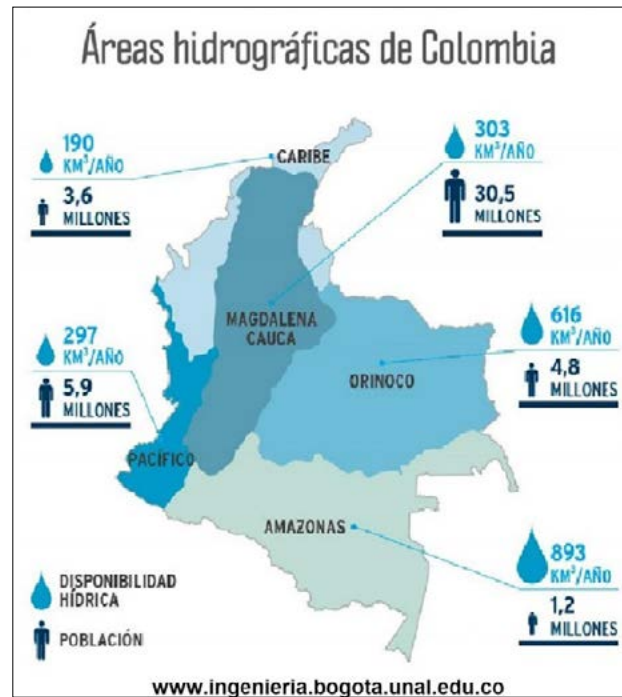 Áreas hidrográficas de Colombia
190
KM³/AÑO
3,6
MILLONES
CARIBE
303
KM³/AÑO
30,5
MILLONES
MAGDALENA
CAUCA
297
KM³/AÑO
5,9
MILLONES
PACÍFICO
ORINOCO
616
KM³/AÑO
4,8
MILLONES
AMAZONAS
893
KM³/AÑO
1,2
MILLONES
DISPONIBILIDAD
HÍDRICA
POBLACIÓN
www.ingenieria.bogota.unal.edu.co